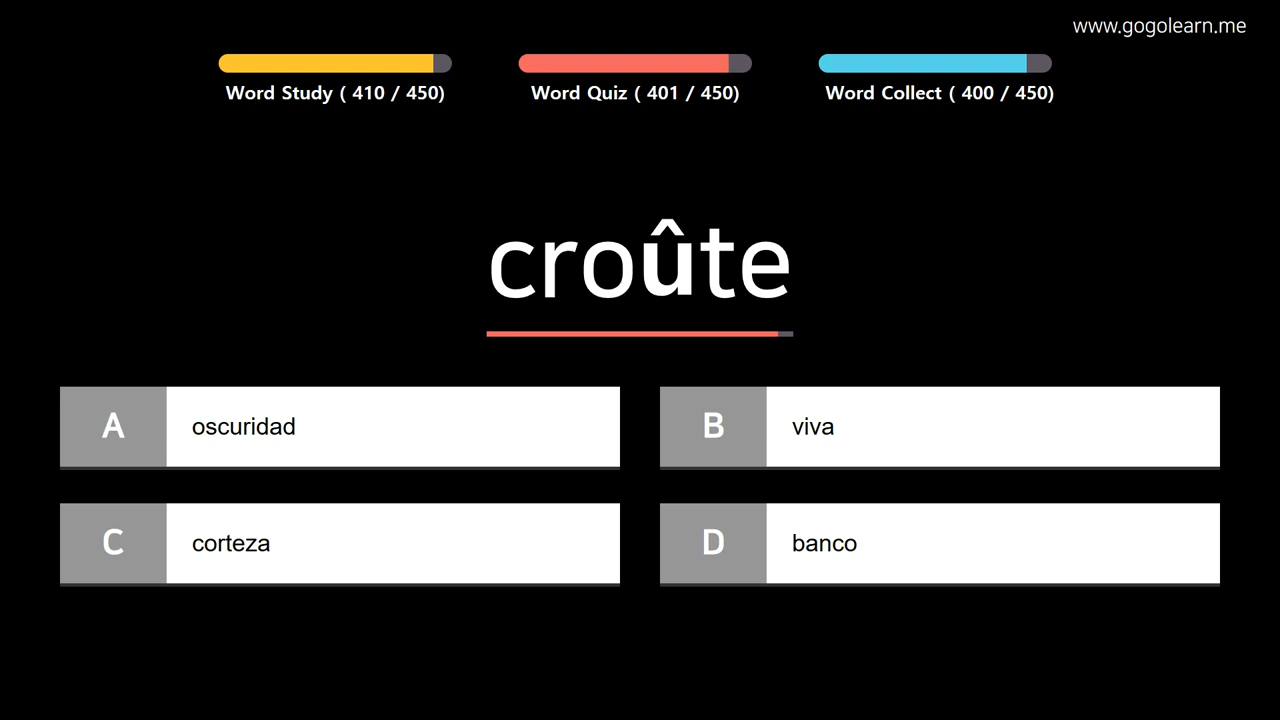 www.gogolearn.me
Word Study ( 410 / 450)
Word Quiz ( 401 / 450)
Word Collect ( 400 / 450)
croûte
A oscuridad
B viva
C corteza
D banco